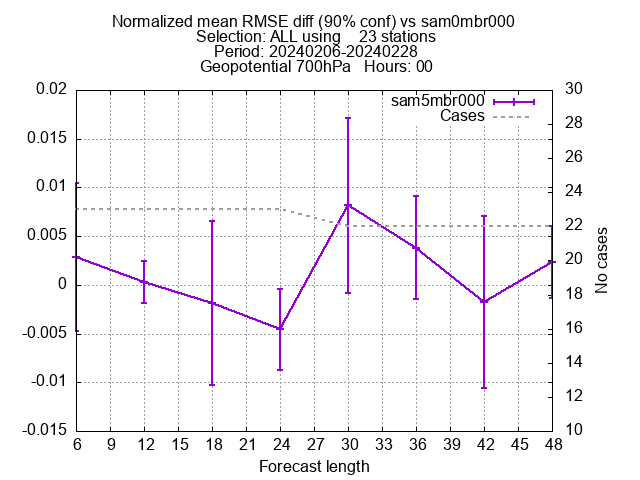 Normalized mean RMSE diff (90% conf) vs sam0mbr000
Selection: ALL using    23 stations
Period: 20240206-20240228
Geopotential 700hPa   Hours: 00
sam5mbr000
Cases
0.02
0.015
0.01
0.005
0
-0.005
-0.01
-0.015
30
28
26
24
22
20
18
16
14
12
10
No cases
6 9 12 15 18 21 24 27 30 33 36 39 42 45 48
Forecast length